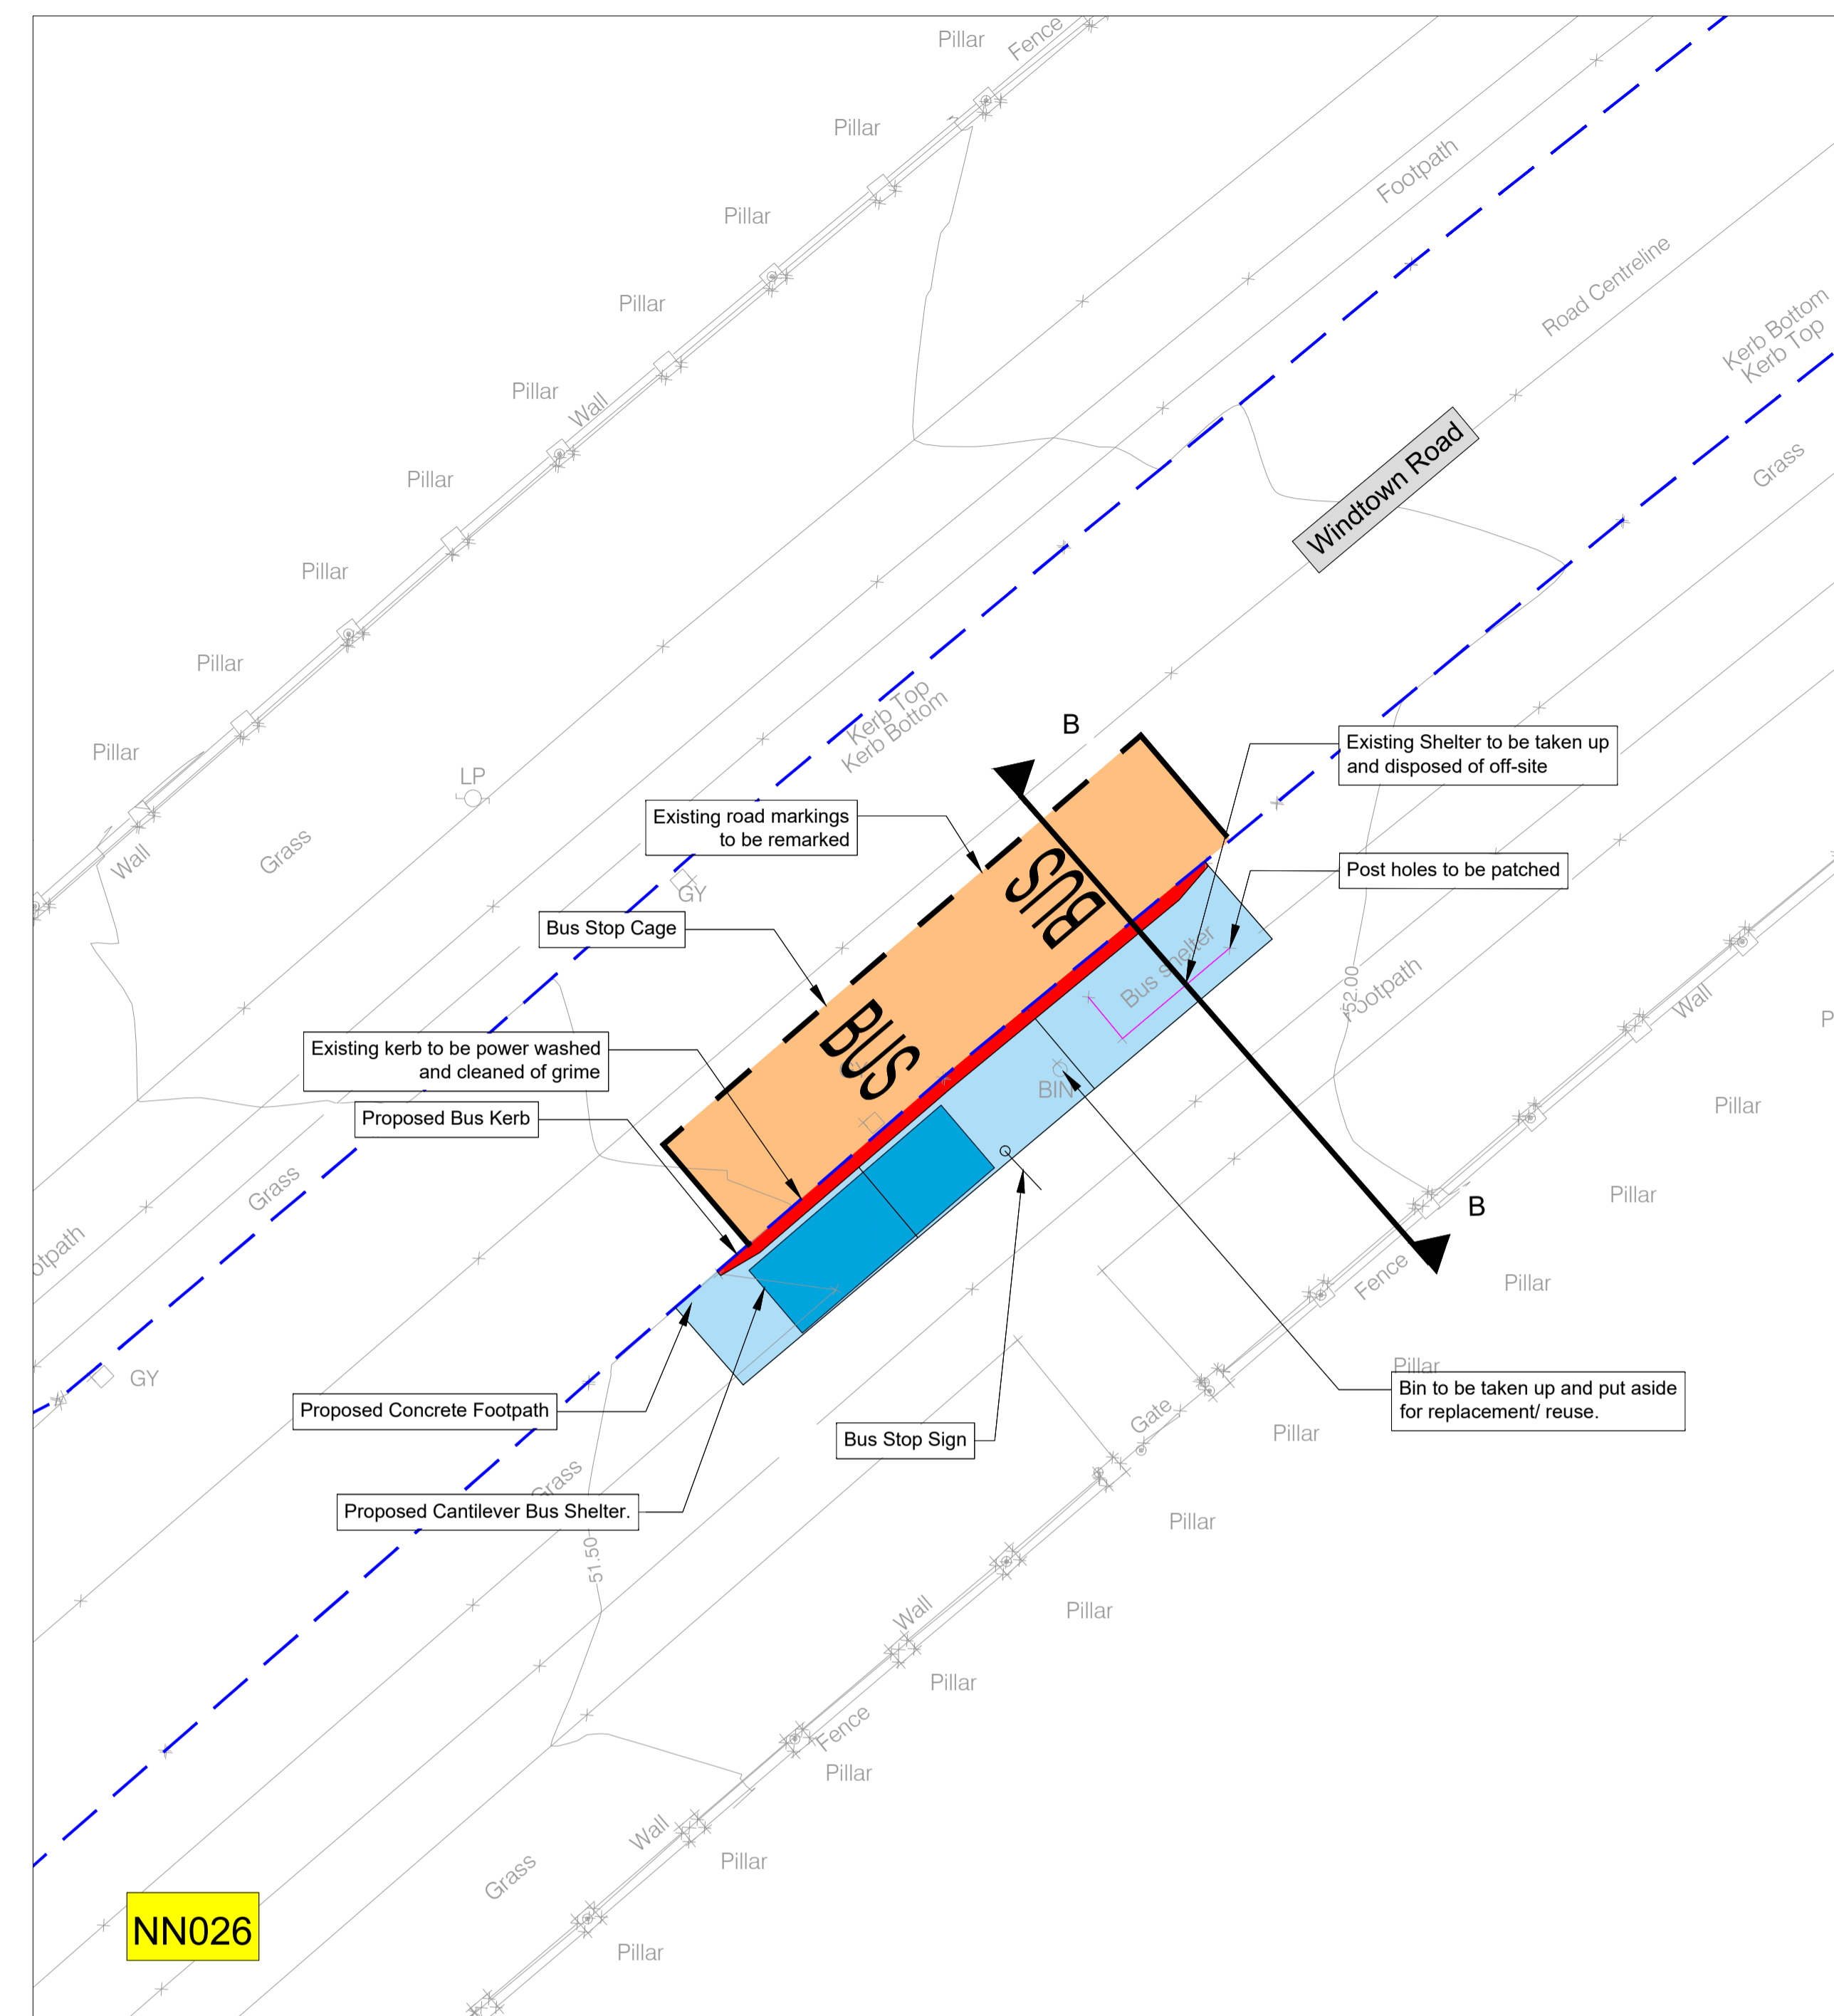 Pillar
Fence
Pillar
Footpath
Pillar
Road Centreline
Pillar
Kerb Bottom
Kerb Top
Pillar
Wall
Windtown Road
Grass
Pillar
Pillar
Pillar
Kerb Top
Kerb Bottom
B
Pillar
LP
Existing Shelter to be taken up
and disposed of off-site
Existing road markings
to be remarked
Wall
Grass
GY
BUS
Post holes to be patched
Bus Stop Cage
Bus shelter
52.00
Footpath
Wall
P
Existing kerb to be power washed
and cleaned of grime
BUS
BIN
Proposed Bus Kerb
Pillar
Grass
Pillar
B
otpath
Fence
Pillar
GY
Pillar
Proposed Concrete Footpath
Bin to be taken up and put aside
for replacement/ reuse.
Gate
Bus Stop Sign
Pillar
Grass
Proposed Cantilever Bus Shelter.
Pillar
51.50
Wall
Pillar
Pillar
Fence
Pillar
Wall
Pillar
Grass
NN026
Pillar